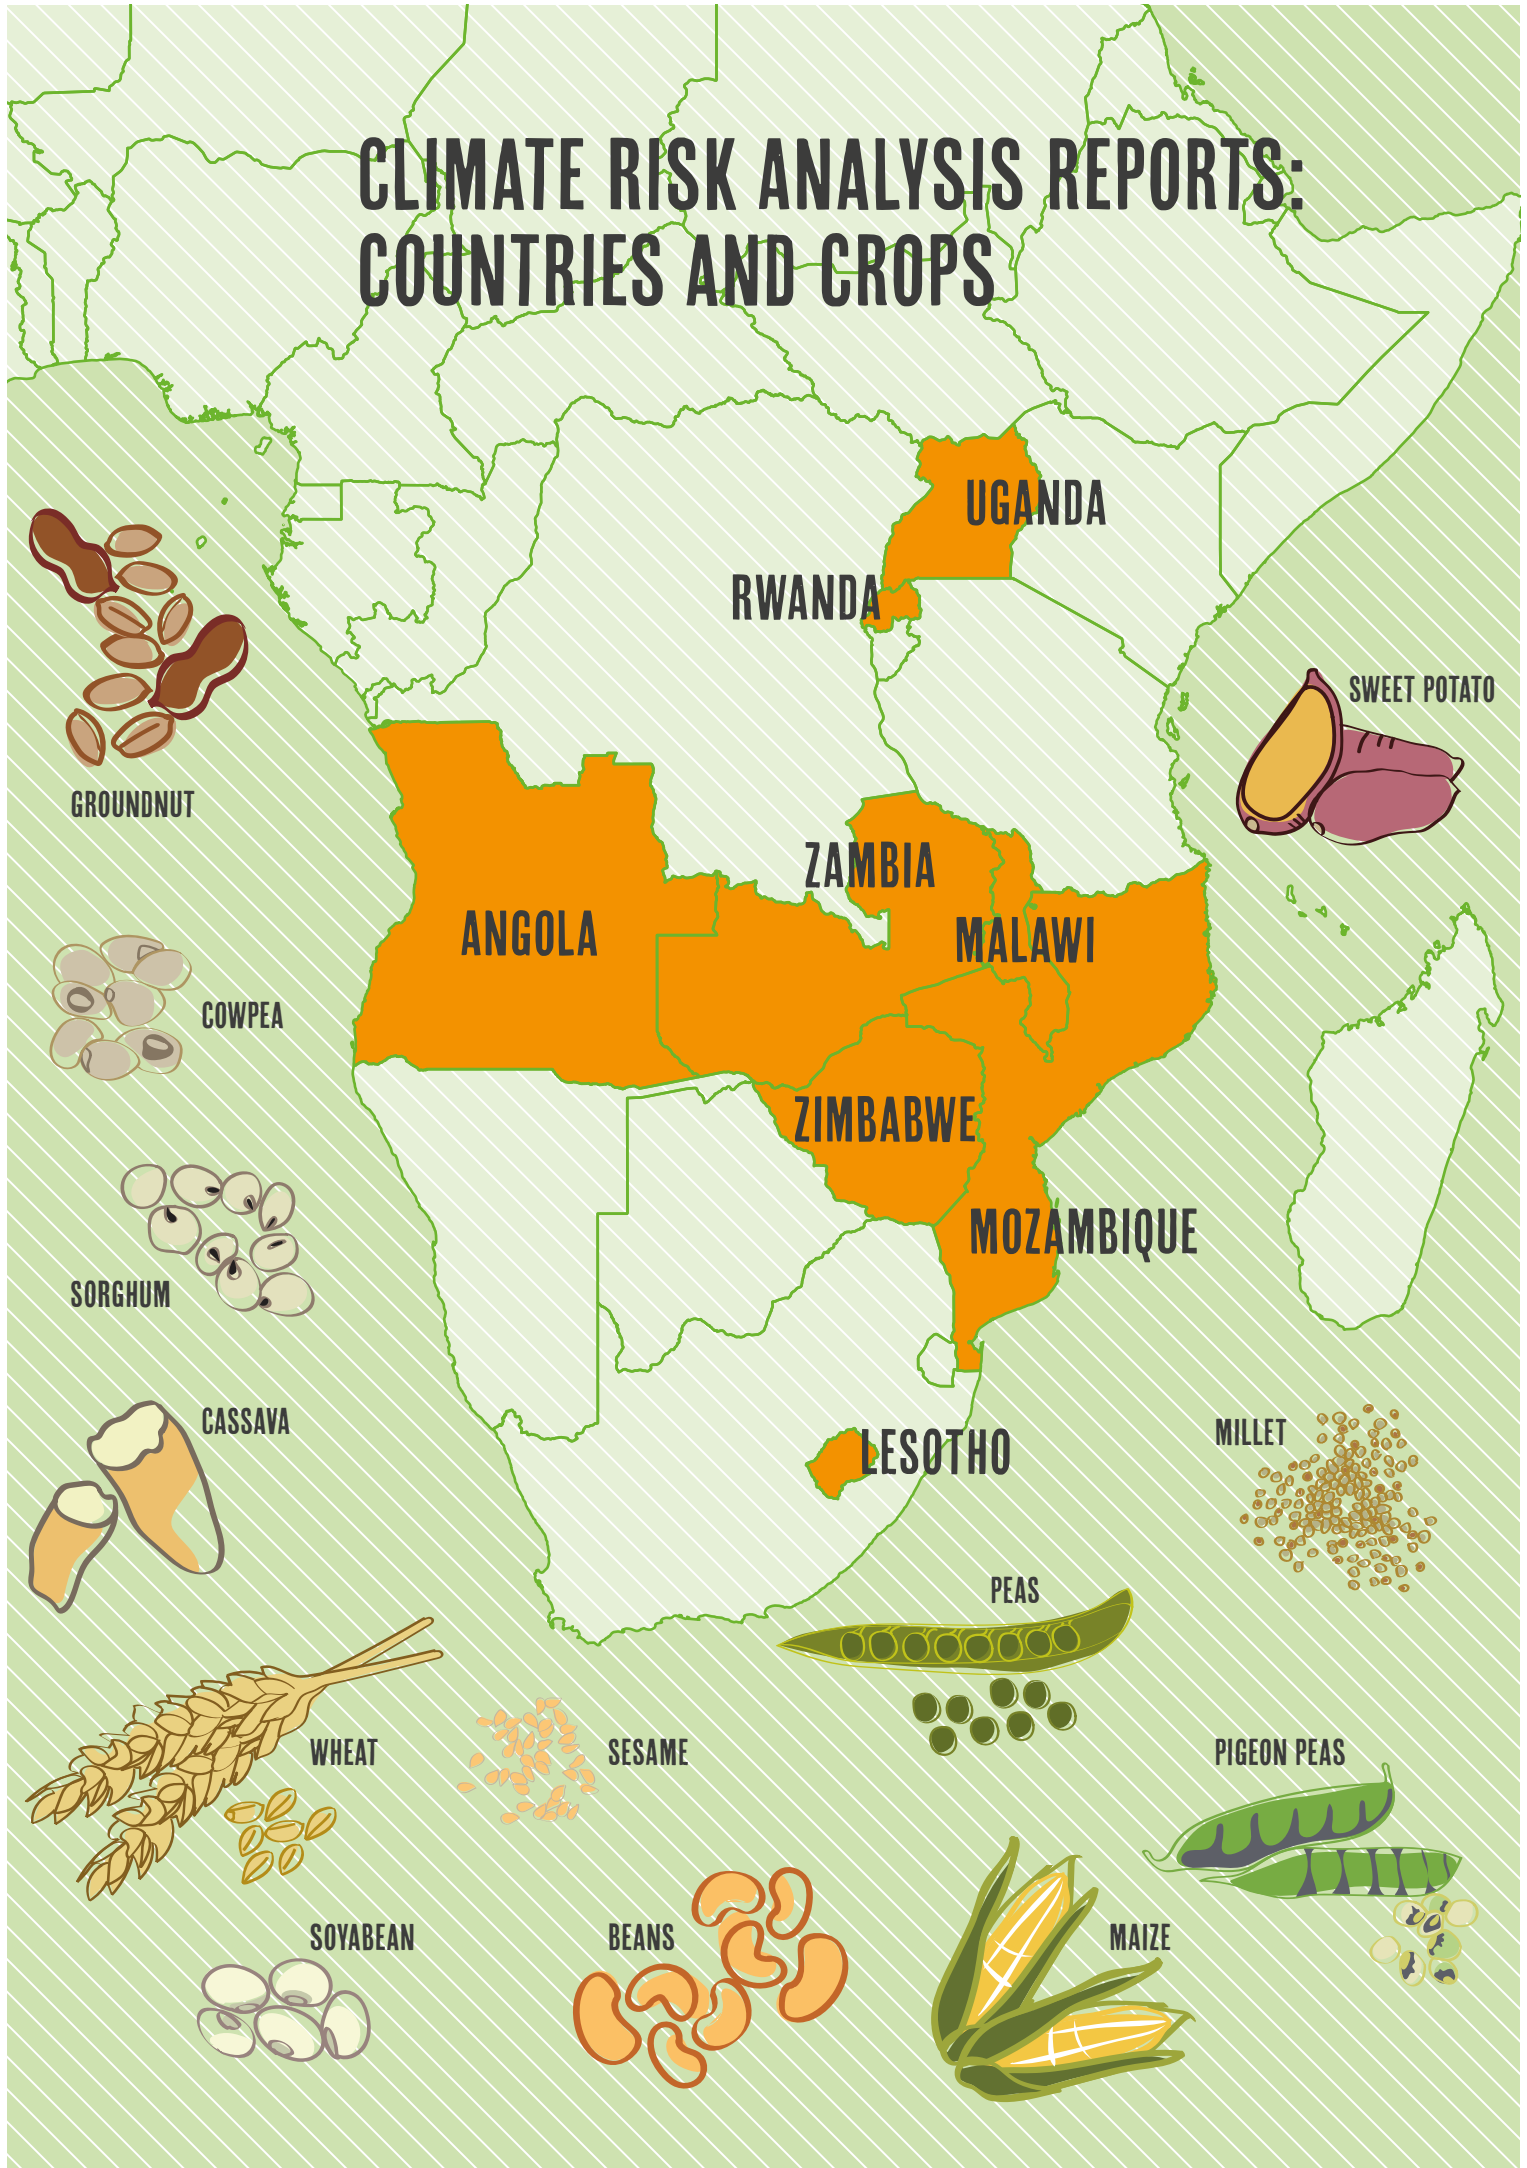 CLIMATE RISK ANALYSIS REPORTS:
COUNTRIES AND CROPS
UGANDA
RWANDA
SWEET POTATO
GROUNDNUT
ZAMBIA
ANGOLA
MALAWI
COWPEA
ZIMBABWE
MOZAMBIQUE
SORGHUM
CASSAVA
MILLET
LESOTHO
PEAS
WHEAT
SESAME
PIGEON PEAS
SOYABEAN
BEANS
MAIZE